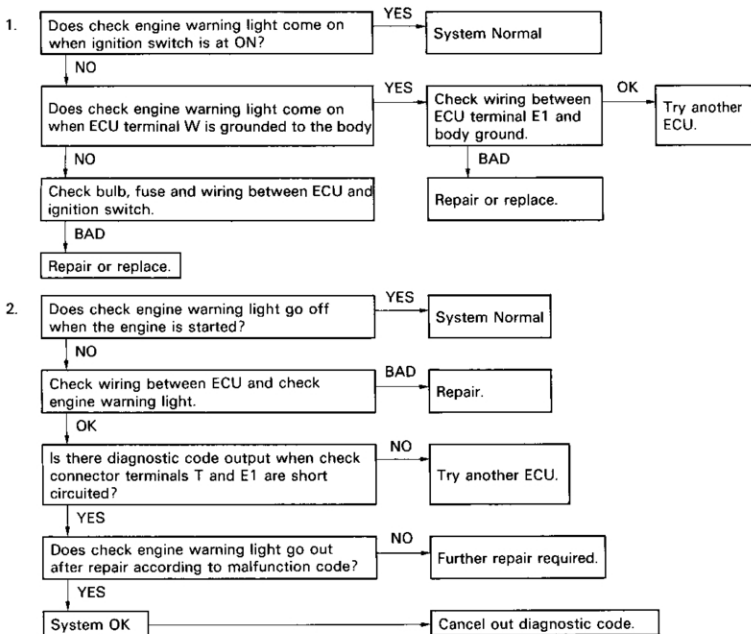 1.
Does check engine warning light come on
when ignition switch is at ON?
YES
System Normal
NO
Does check engine warning light come on
when ECU terminal W is grounded to the body
YES
Check wiring between
ECU terminal E1 and
body ground.
OK
Try another
ECU.
NO
BAD
Check bulb, fuse and wiring between ECU and
ignition switch.
Repair or replace.
BAD
Repair or replace.
2.
Does check engine warning light go off
when the engine is started?
YES
System Normal
NO
Check wiring between ECU and check
engine warning light.
BAD
Repair.
OK
Is there diagnostic code output when check
connector terminals T and E1 are short
circuited?
NO
Try another ECU.
YES
Does check engine warning light go out
after repair according to malfunction code?
NO
Further repair required.
YES
System OK
Cancel out diagnostic code.